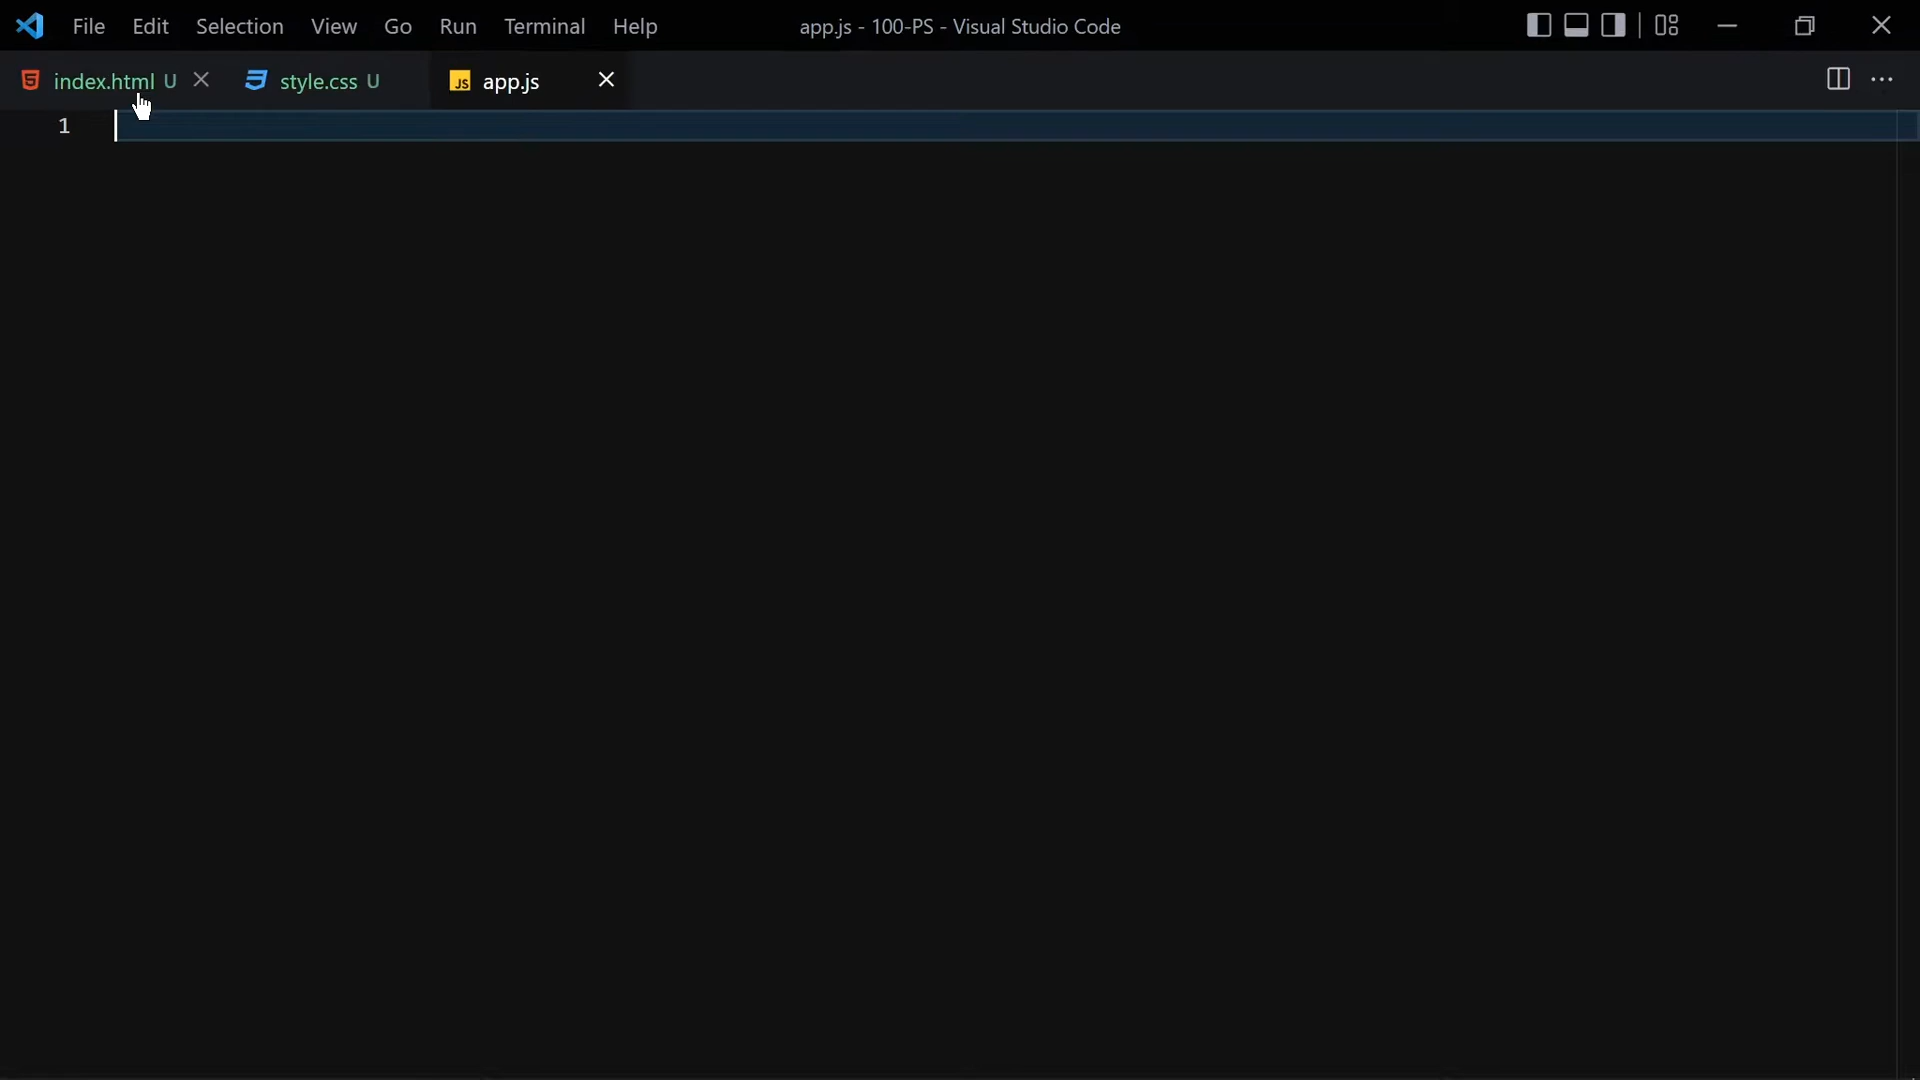 File Edit Selection View Go Run Terminal Help app.js - 100-PS - Visual Studio Code
index.html U style.css U JS app.js
1